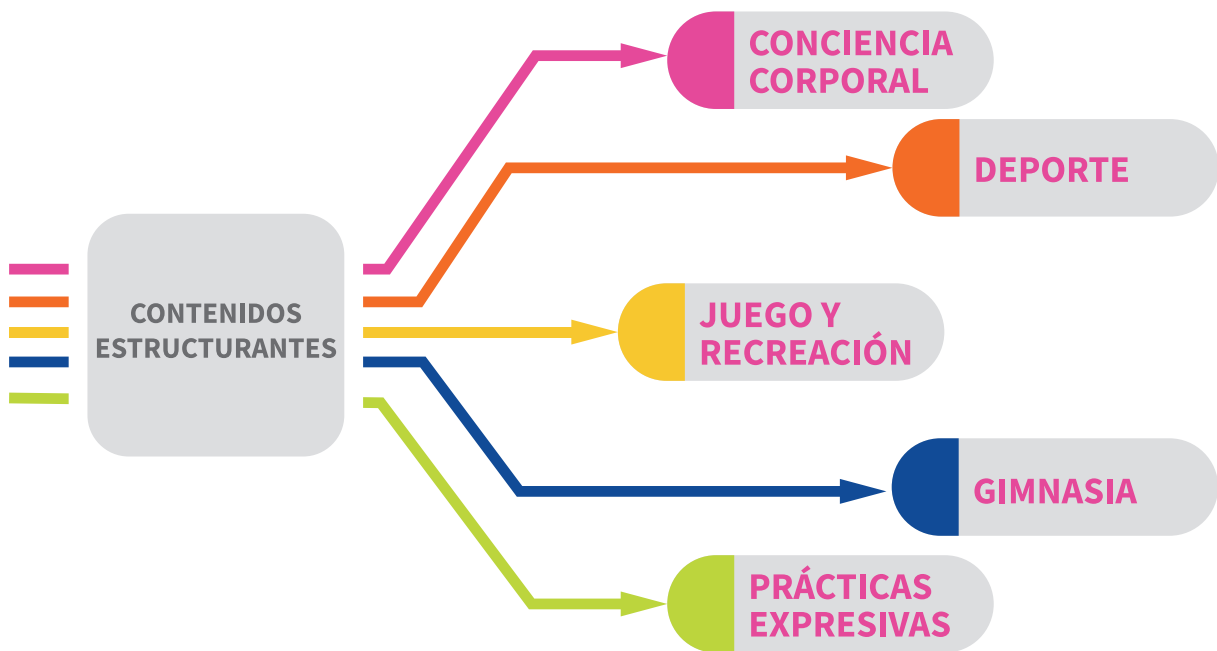 CONCIENCIA
CORPORAL
DEPORTE
CONTENIDOS
ESTRUCTURANTES
JUEGO Y
RECREACIÓN
GIMNASIA
PRÁCTICAS
EXPRESIVAS